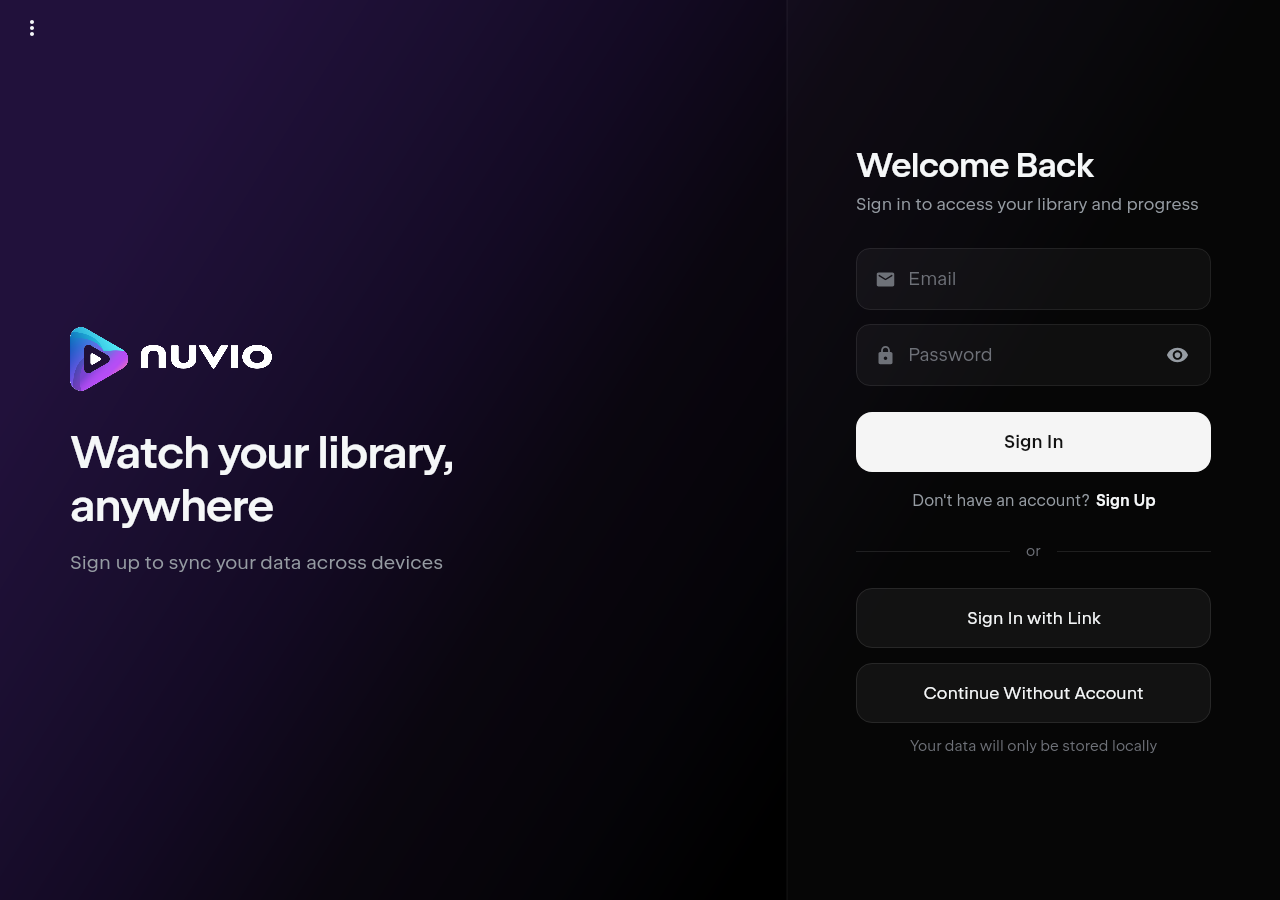 nuvio
Watch your library,
anywhere
Sign up to sync your data across devices
Welcome Back
Sign in to access your library and progress
Email
Password
Sign In
Don't have an account? Sign Up
or
Sign In with Link
Continue Without Account
Your data will only be stored locally